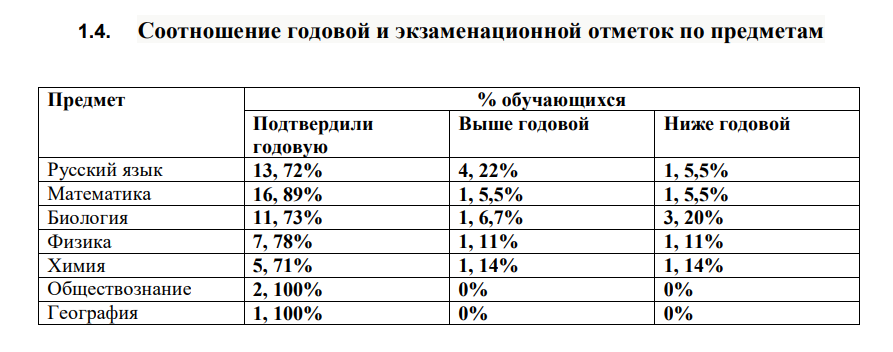 1.4. Соотношение годовой и экзаменационной отметок по предметам
Предмет % обучающихся
Подтвердили годовую Выше годовой Ниже годовой
Русский язык 13, 72% 4, 22% 1, 5,5%
Математика 16, 89% 1, 5,5% 1, 5,5%
Биология 11, 73% 1, 6,7% 3, 20%
Физика 7, 78% 1, 11% 1, 11%
Химия 5, 71% 1, 14% 1, 14%
Обществознание 2, 100% 0% 0%
География 1, 100% 0% 0%